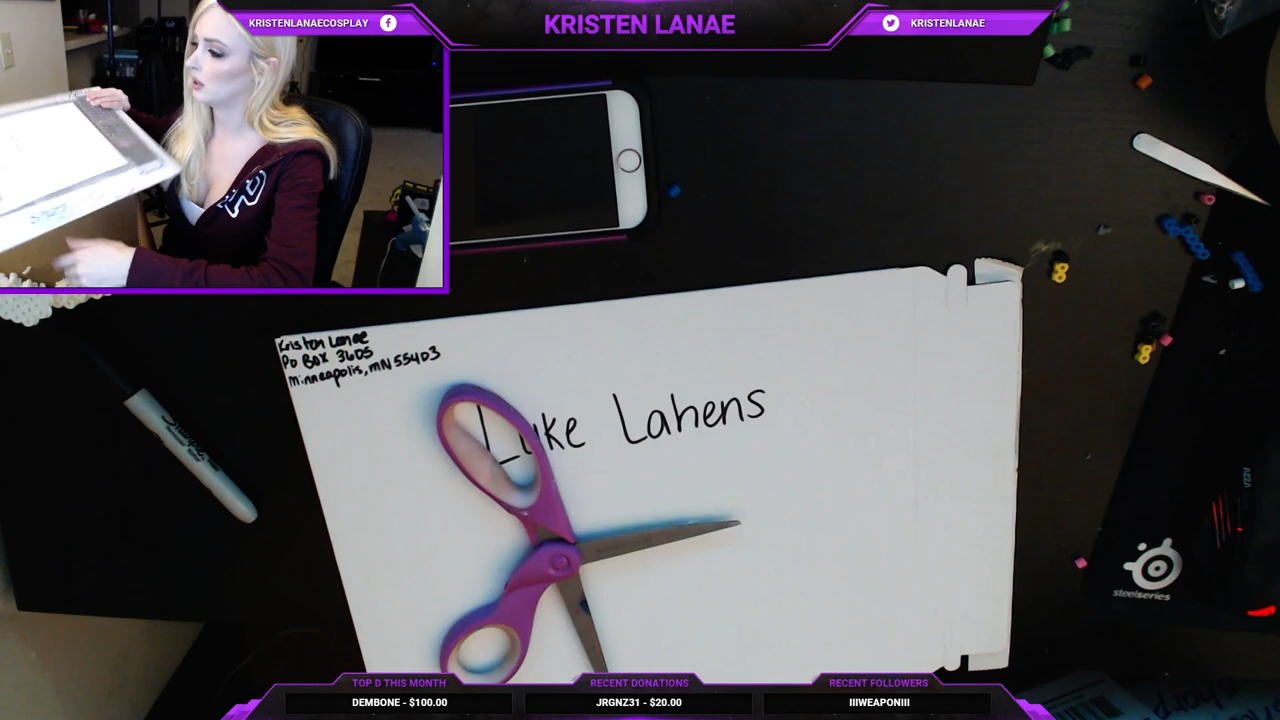 KRISTENLANAECOSPLAY
KRISTEN LANAE
KRISTENLANAE
Kristen Lanae
PO Box 3605
Minneapolis, MN 55403
Luke Lahens
steelseries
TOP D THIS MONTH
DEMBONE - $100.00
RECENT DONATIONS
JRGNZ31 - $20.00
RECENT FOLLOWERS
IIIWEAPONIII